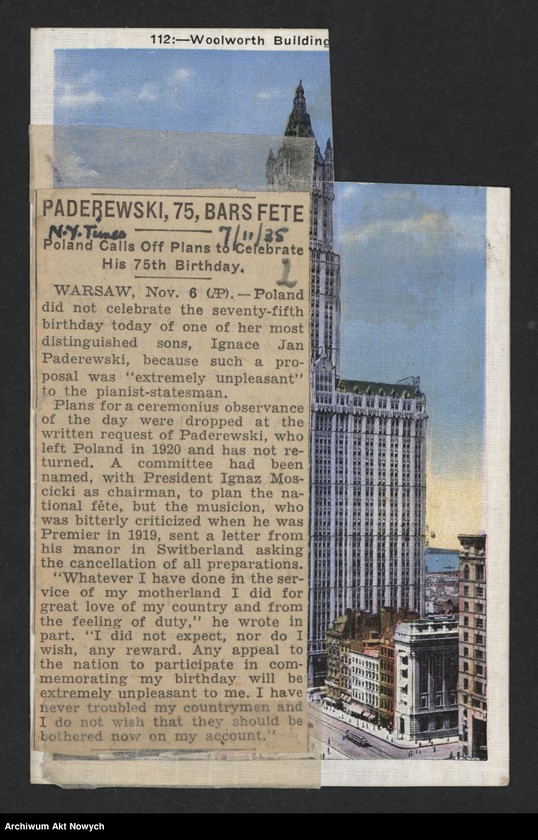 112:—Woolworth Building
PADEREWSKI, 75, BARS FETE
N.Y. Times 7/11/35
Poland Calls Off Plans to Celebrate
His 75th Birthday.
2
WARSAW, Nov. 6 (AP). — Poland
did not celebrate the seventy-fifth
birthday today of one of her most
distinguished sons, Ignace Jan
Paderewski, because such a pro-
posal was "extremely unpleasant"
to the pianist-statesman.
Plans for a ceremonius observance
of the day were dropped at the
written request of Paderewski, who
left Poland in 1920 and has not re-
turned. A committee had been
named, with President Ignaz Mos-
cicki as chairman, to plan the na-
tional fête, but the musicion, who
was bitterly criticized when he was
Premier in 1919, sent a letter from
his manor in Switberland asking
the cancellation of all preparations.
"Whatever I have done in the ser-
vice of my motherland I did for
great love of my country and from
the feeling of duty," he wrote in
part. "I did not expect, nor do I
wish, any reward. Any appeal to
the nation to participate in com-
memorating my birthday will be
extremely unpleasant to me. I have
never troubled my countrymen and
I do not wish that they should be
bothered now on my account."
Archiwum Akt Nowych